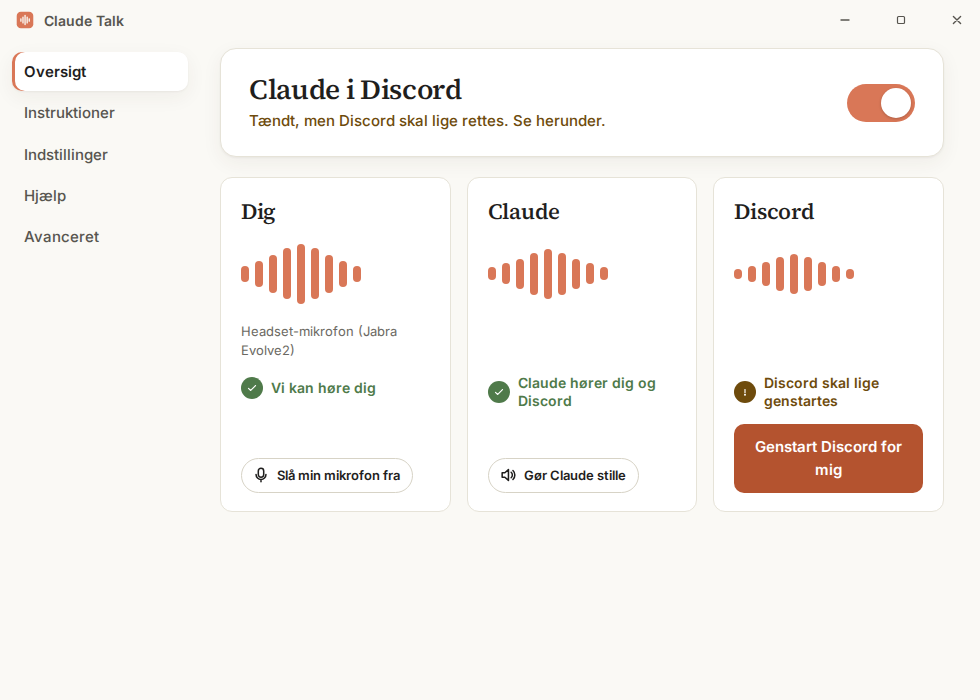 Claude Talk
Oversigt
Instruktioner
Indstillinger
Hjælp
Avanceret
Claude i Discord
Tændt, men Discord skal lige rettes. Se herunder.
Dig
Headset-mikrofon (Jabra
Evolve2)
Vi kan høre dig
Slå min mikrofon fra
Claude
Claude hører dig og
Discord
Gør Claude stille
Discord
Discord skal lige
genstartes
Genstart Discord for
mig